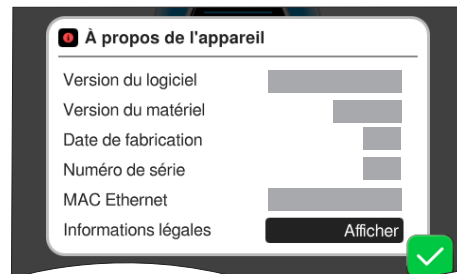 À propos de l'appareil
Version du logiciel
Version du matériel
Date de fabrication
Numéro de série
MAC Ethernet
Informations légales Afficher